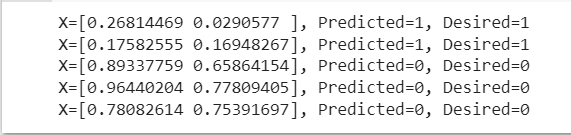 X=[0.26814469 0.0290577 ], Predicted=1, Desired=1
X=[0.17582555 0.16948267], Predicted=1, Desired=1
X=[0.89337759 0.65864154], Predicted=0, Desired=0
X=[0.96440204 0.77809405], Predicted=0, Desired=0
X=[0.78082614 0.75391697], Predicted=0, Desired=0